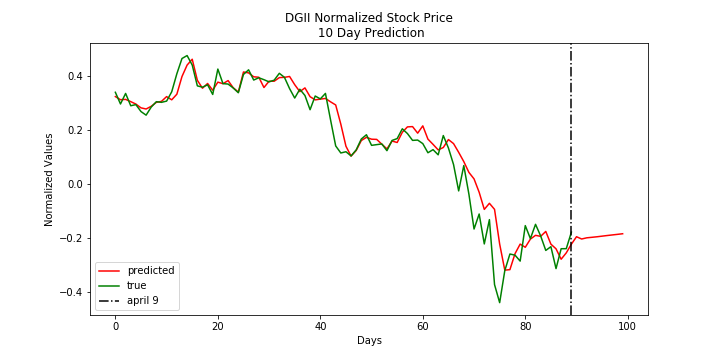 DGII Normalized Stock Price
10 Day Prediction
Normalized Values
0.4
0.2
0.0
−0.2
−0.4
predicted
true
april 9
0
20
40
60
80
100
Days